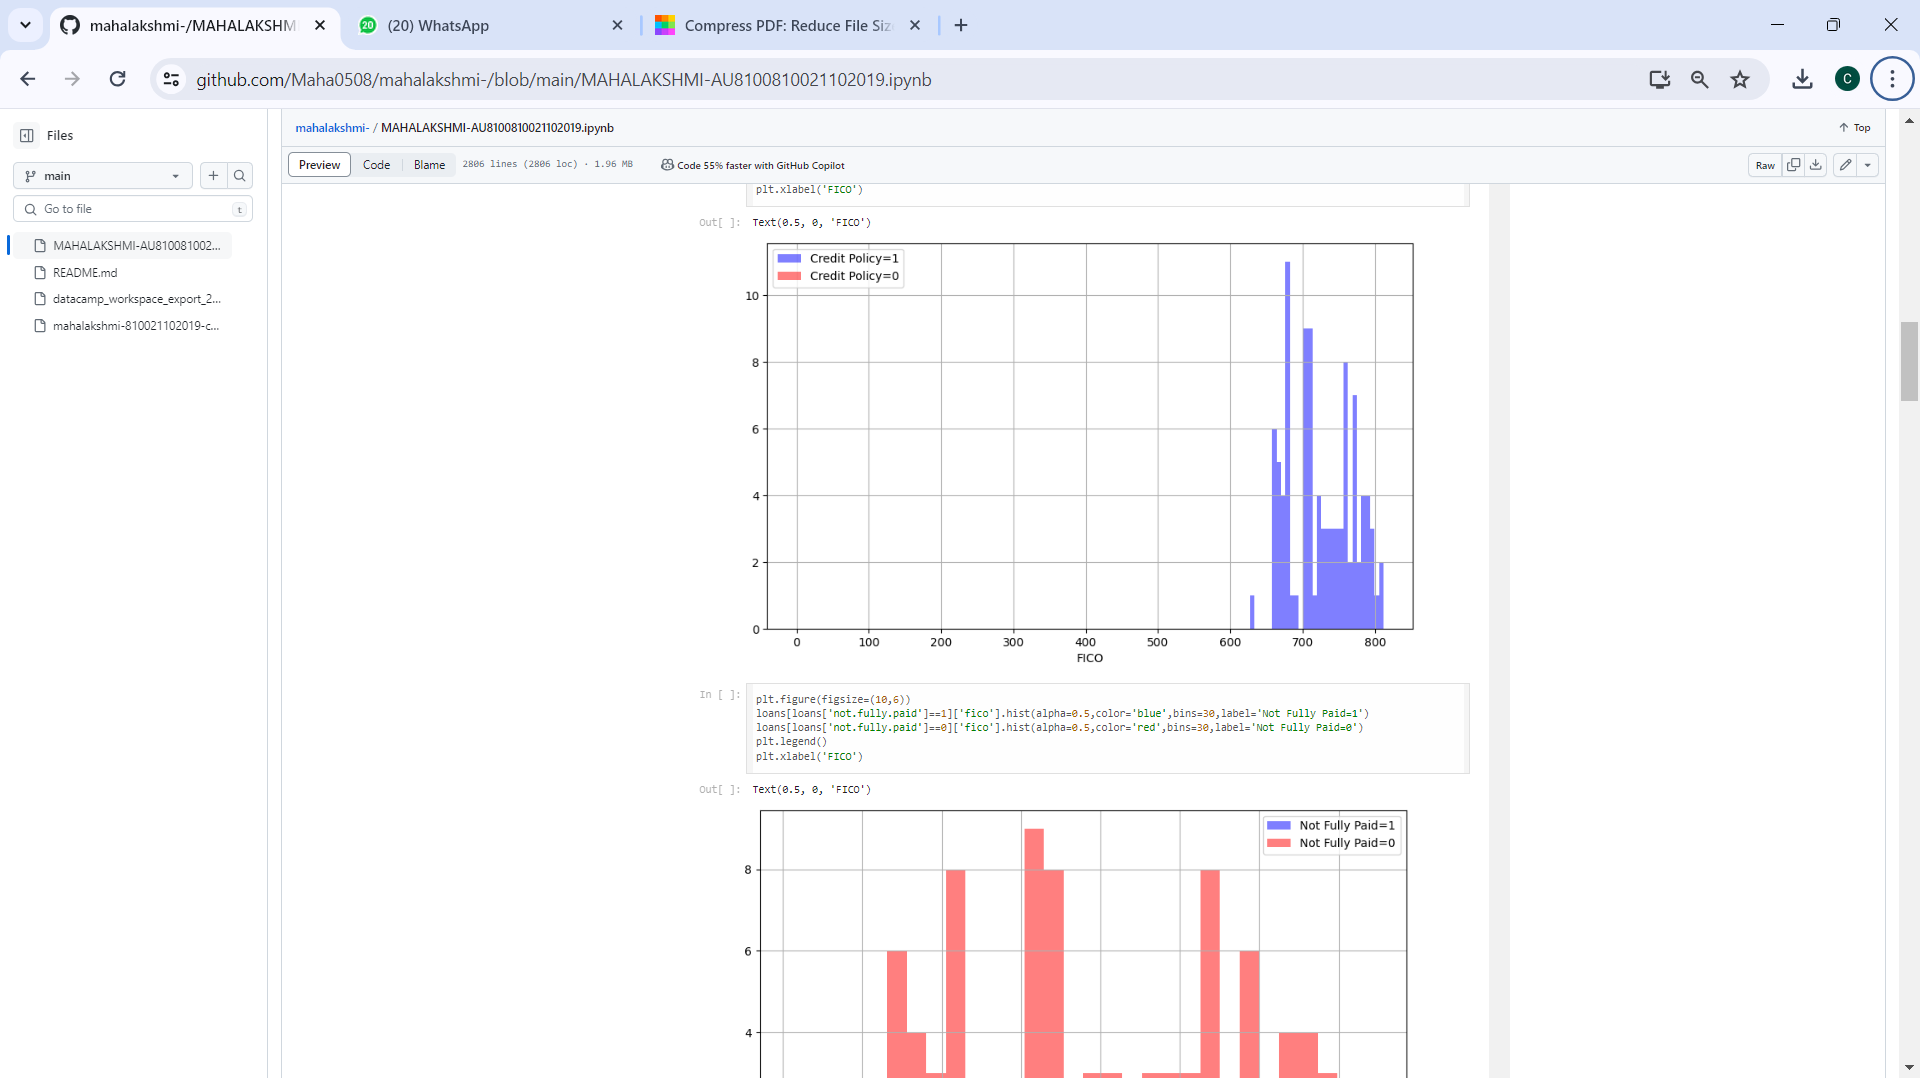 mahalakshmi-/MAHALAKSHM
(20) WhatsApp
Compress PDF: Reduce File Siz
github.com/Maha0508/mahalakshmi-/blob/main/MAHALAKSHMI-AU8100810021102019.ipynb
C
Files
main
Go to file
t
MAHALAKSHMI-AU810081002...
README.md
datacamp_workspace_export_2...
mahalakshmi-810021102019-c...
mahalakshmi- / MAHALAKSHMI-AU8100810021102019.ipynb
Top
Preview Code Blame 2806 lines (2806 loc) · 1.96 MB Code 55% faster with GitHub Copilot
Raw
plt.xlabel('FICO')
Out[ ]: Text(0.5, 0, 'FICO')
Credit Policy=1
Credit Policy=0
10
8
6
4
2
0
0 100 200 300 400 500 600 700 800
FICO
In [ ]:
plt.figure(figsize=(10,6))
loans[loans['not.fully.paid']==1]['fico'].hist(alpha=0.5,color='blue',bins=30,label='Not Fully Paid=1')
loans[loans['not.fully.paid']==0]['fico'].hist(alpha=0.5,color='red',bins=30,label='Not Fully Paid=0')
plt.legend()
plt.xlabel('FICO')
Out[ ]: Text(0.5, 0, 'FICO')
Not Fully Paid=1
Not Fully Paid=0
8
6
4